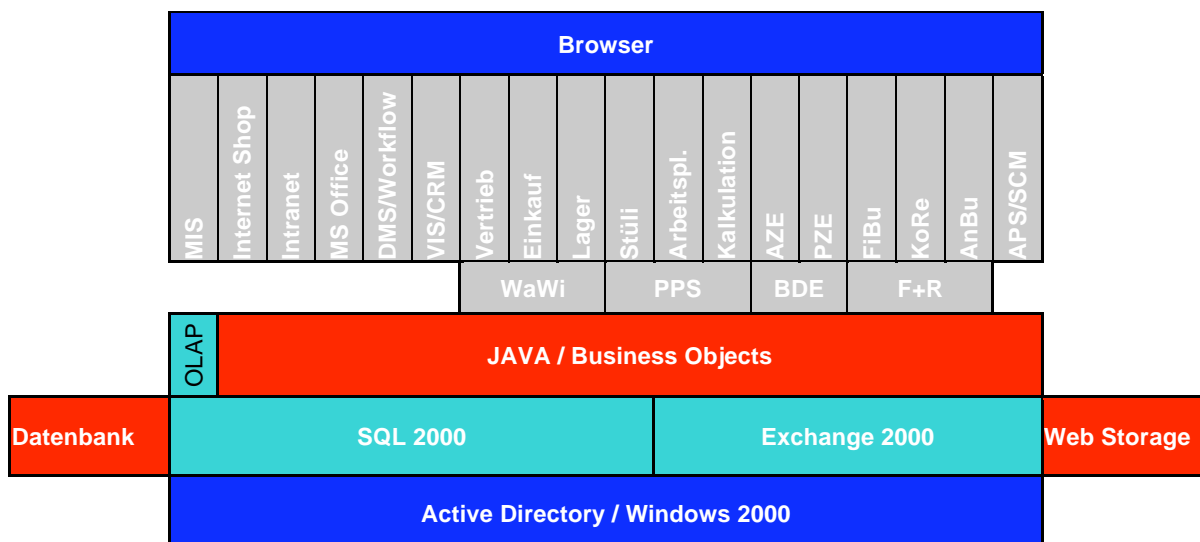 Browser
MIS
Internet Shop
Intranet
MS Office
DMS/Workflow
VIS/CRM
Vertrieb
Einkauf
Lager
Stüli
Arbeitspl.
Kalkulation
AZE
PZE
FiBu
KoRe
AnBu
APS/SCM
WaWi
PPS
BDE
F+R
OLAP
JAVA / Business Objects
Datenbank
SQL 2000
Exchange 2000
Web Storage
Active Directory / Windows 2000